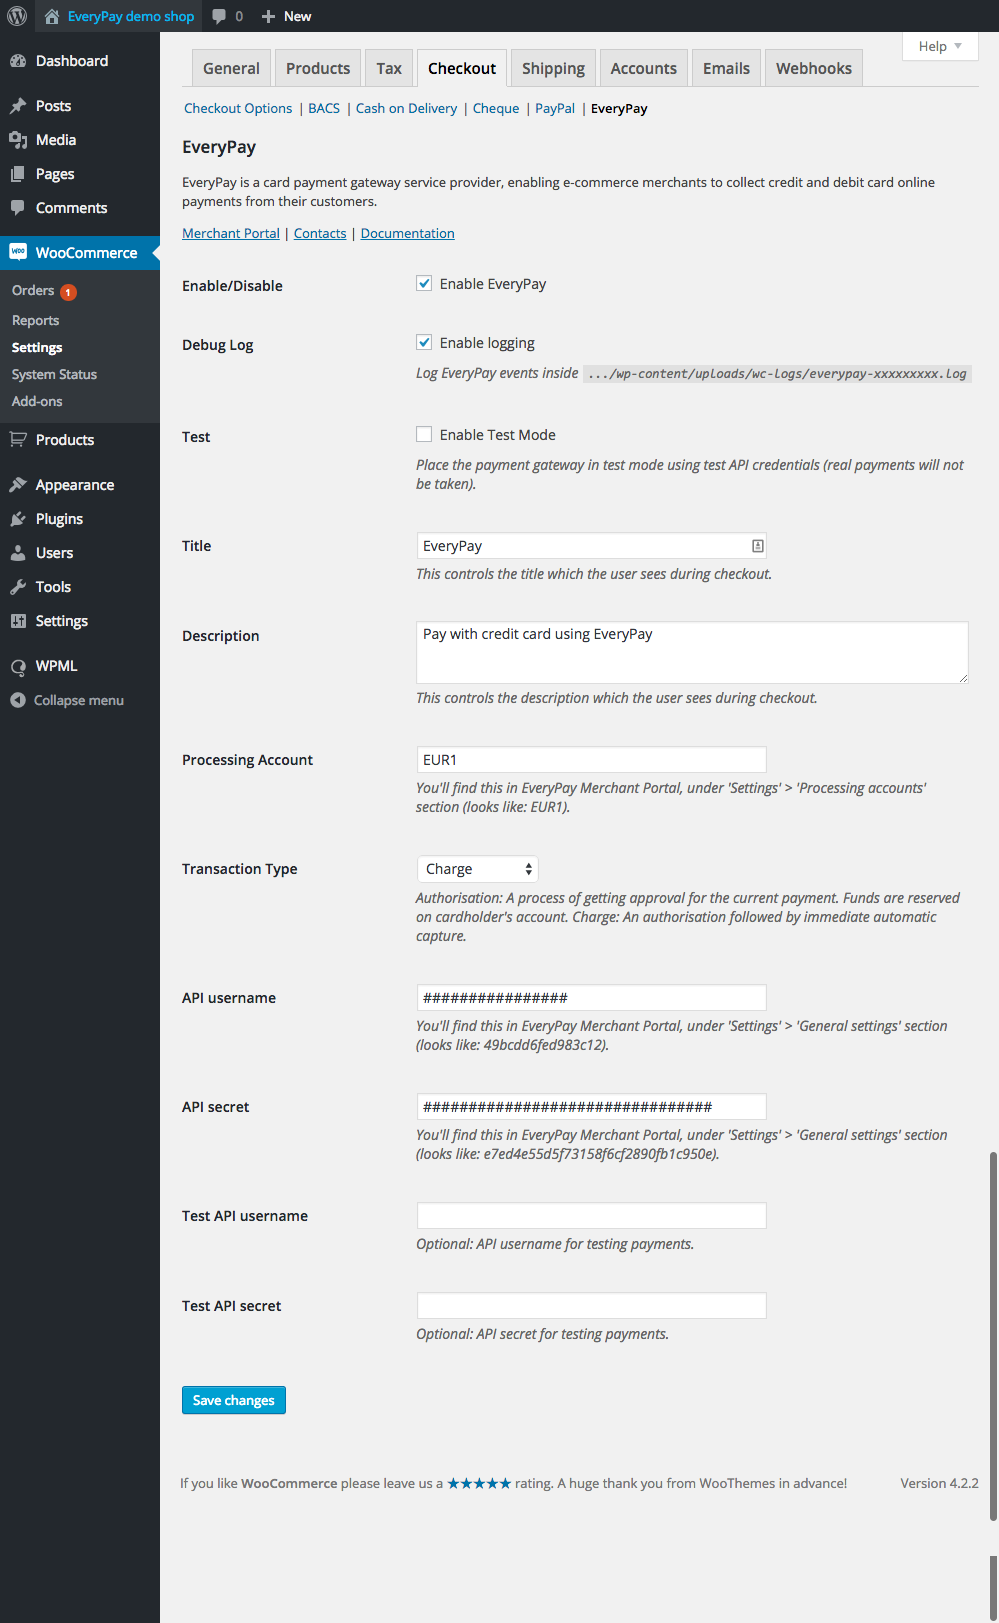 EveryPay demo shop 0 New
Help
Dashboard
Posts
Media
Pages
Comments
WooCommerce
Orders 1
Reports
Settings
System Status
Add-ons
Products
Appearance
Plugins
Users
Tools
Settings
WPML
Collapse menu
General Products Tax Checkout Shipping Accounts Emails Webhooks
Checkout Options | BACS | Cash on Delivery | Cheque | PayPal | EveryPay
EveryPay
EveryPay is a card payment gateway service provider, enabling e-commerce merchants to collect credit and debit card online
payments from their customers.
Merchant Portal | Contacts | Documentation
Enable/Disable
Enable EveryPay
Debug Log
Enable logging
Log EveryPay events inside .../wp-content/uploads/wc-logs/everypay-xxxxxxxxx.log
Test
Enable Test Mode
Place the payment gateway in test mode using test API credentials (real payments will not
be taken).
Title
EveryPay
This controls the title which the user sees during checkout.
Description
Pay with credit card using EveryPay
This controls the description which the user sees during checkout.
Processing Account
EUR1
You'll find this in EveryPay Merchant Portal, under 'Settings' > 'Processing accounts'
section (looks like: EUR1).
Transaction Type
Charge
Authorisation: A process of getting approval for the current payment. Funds are reserved
on cardholder's account. Charge: An authorisation followed by immediate automatic
capture.
API username
################
You'll find this in EveryPay Merchant Portal, under 'Settings' > 'General settings' section
(looks like: 49bcdd6fed983c12).
API secret
################################
You'll find this in EveryPay Merchant Portal, under 'Settings' > 'General settings' section
(looks like: e7ed4e55d5f73158f6cf2890fb1c950e).
Test API username
Optional: API username for testing payments.
Test API secret
Optional: API secret for testing payments.
Save changes
If you like WooCommerce please leave us a ★★★★★ rating. A huge thank you from WooThemes in advance!
Version 4.2.2